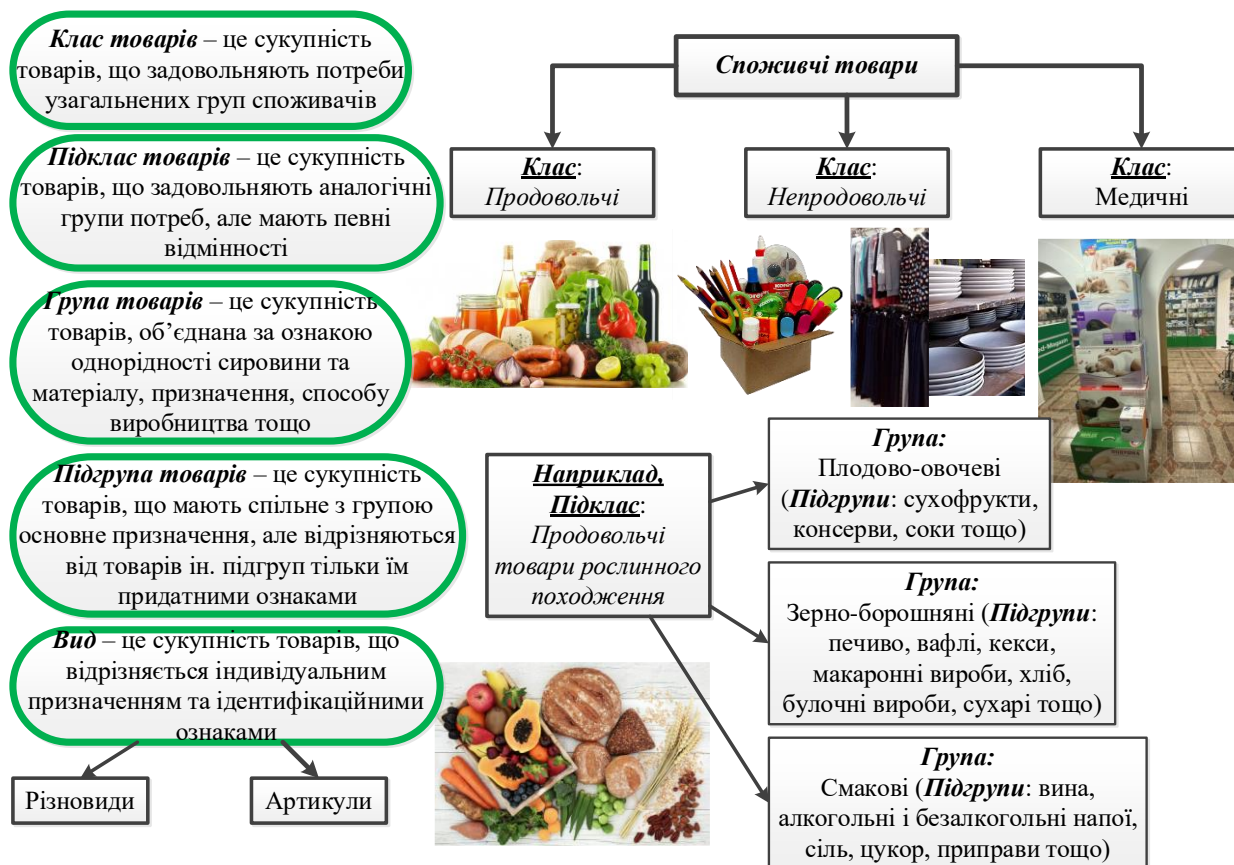 Клас товарів – це сукупність
товарів, що задовольняють потреби
узагальнених груп споживачів
Підклас товарів – це сукупність
товарів, що задовольняють аналогічні
групи потреб, але мають певні
відмінності
Група товарів – це сукупність
товарів, об’єднана за ознакою
однорідності сировини та
матеріалу, призначення, способу
виробництва тощо
Підгрупа товарів – це сукупність
товарів, що мають спільне з групою
основне призначення, але відрізняються
від товарів ін. підгруп тільки їм
придатними ознаками
Вид – це сукупність товарів, що
відрізняється індивідуальним
призначенням та ідентифікаційними
ознаками
Різновиди
Артикули
Споживчі товари
Клас:
Продовольчі
Клас:
Непродовольчі
Клас:
Медичні
Наприклад,
Підклас:
Продовольчі
товари рослинного
походження
Група:
Плодово-овочеві
(Підгрупи: сухофрукти,
консерви, соки тощо)
Група:
Зерно-борошняні (Підгрупи:
печиво, вафлі, кекси,
макаронні вироби, хліб,
булочні вироби, сухарі тощо)
Група:
Смакові (Підгрупи: вина,
алкогольні і безалкогольні напої,
сіль, цукор, приправи тощо)